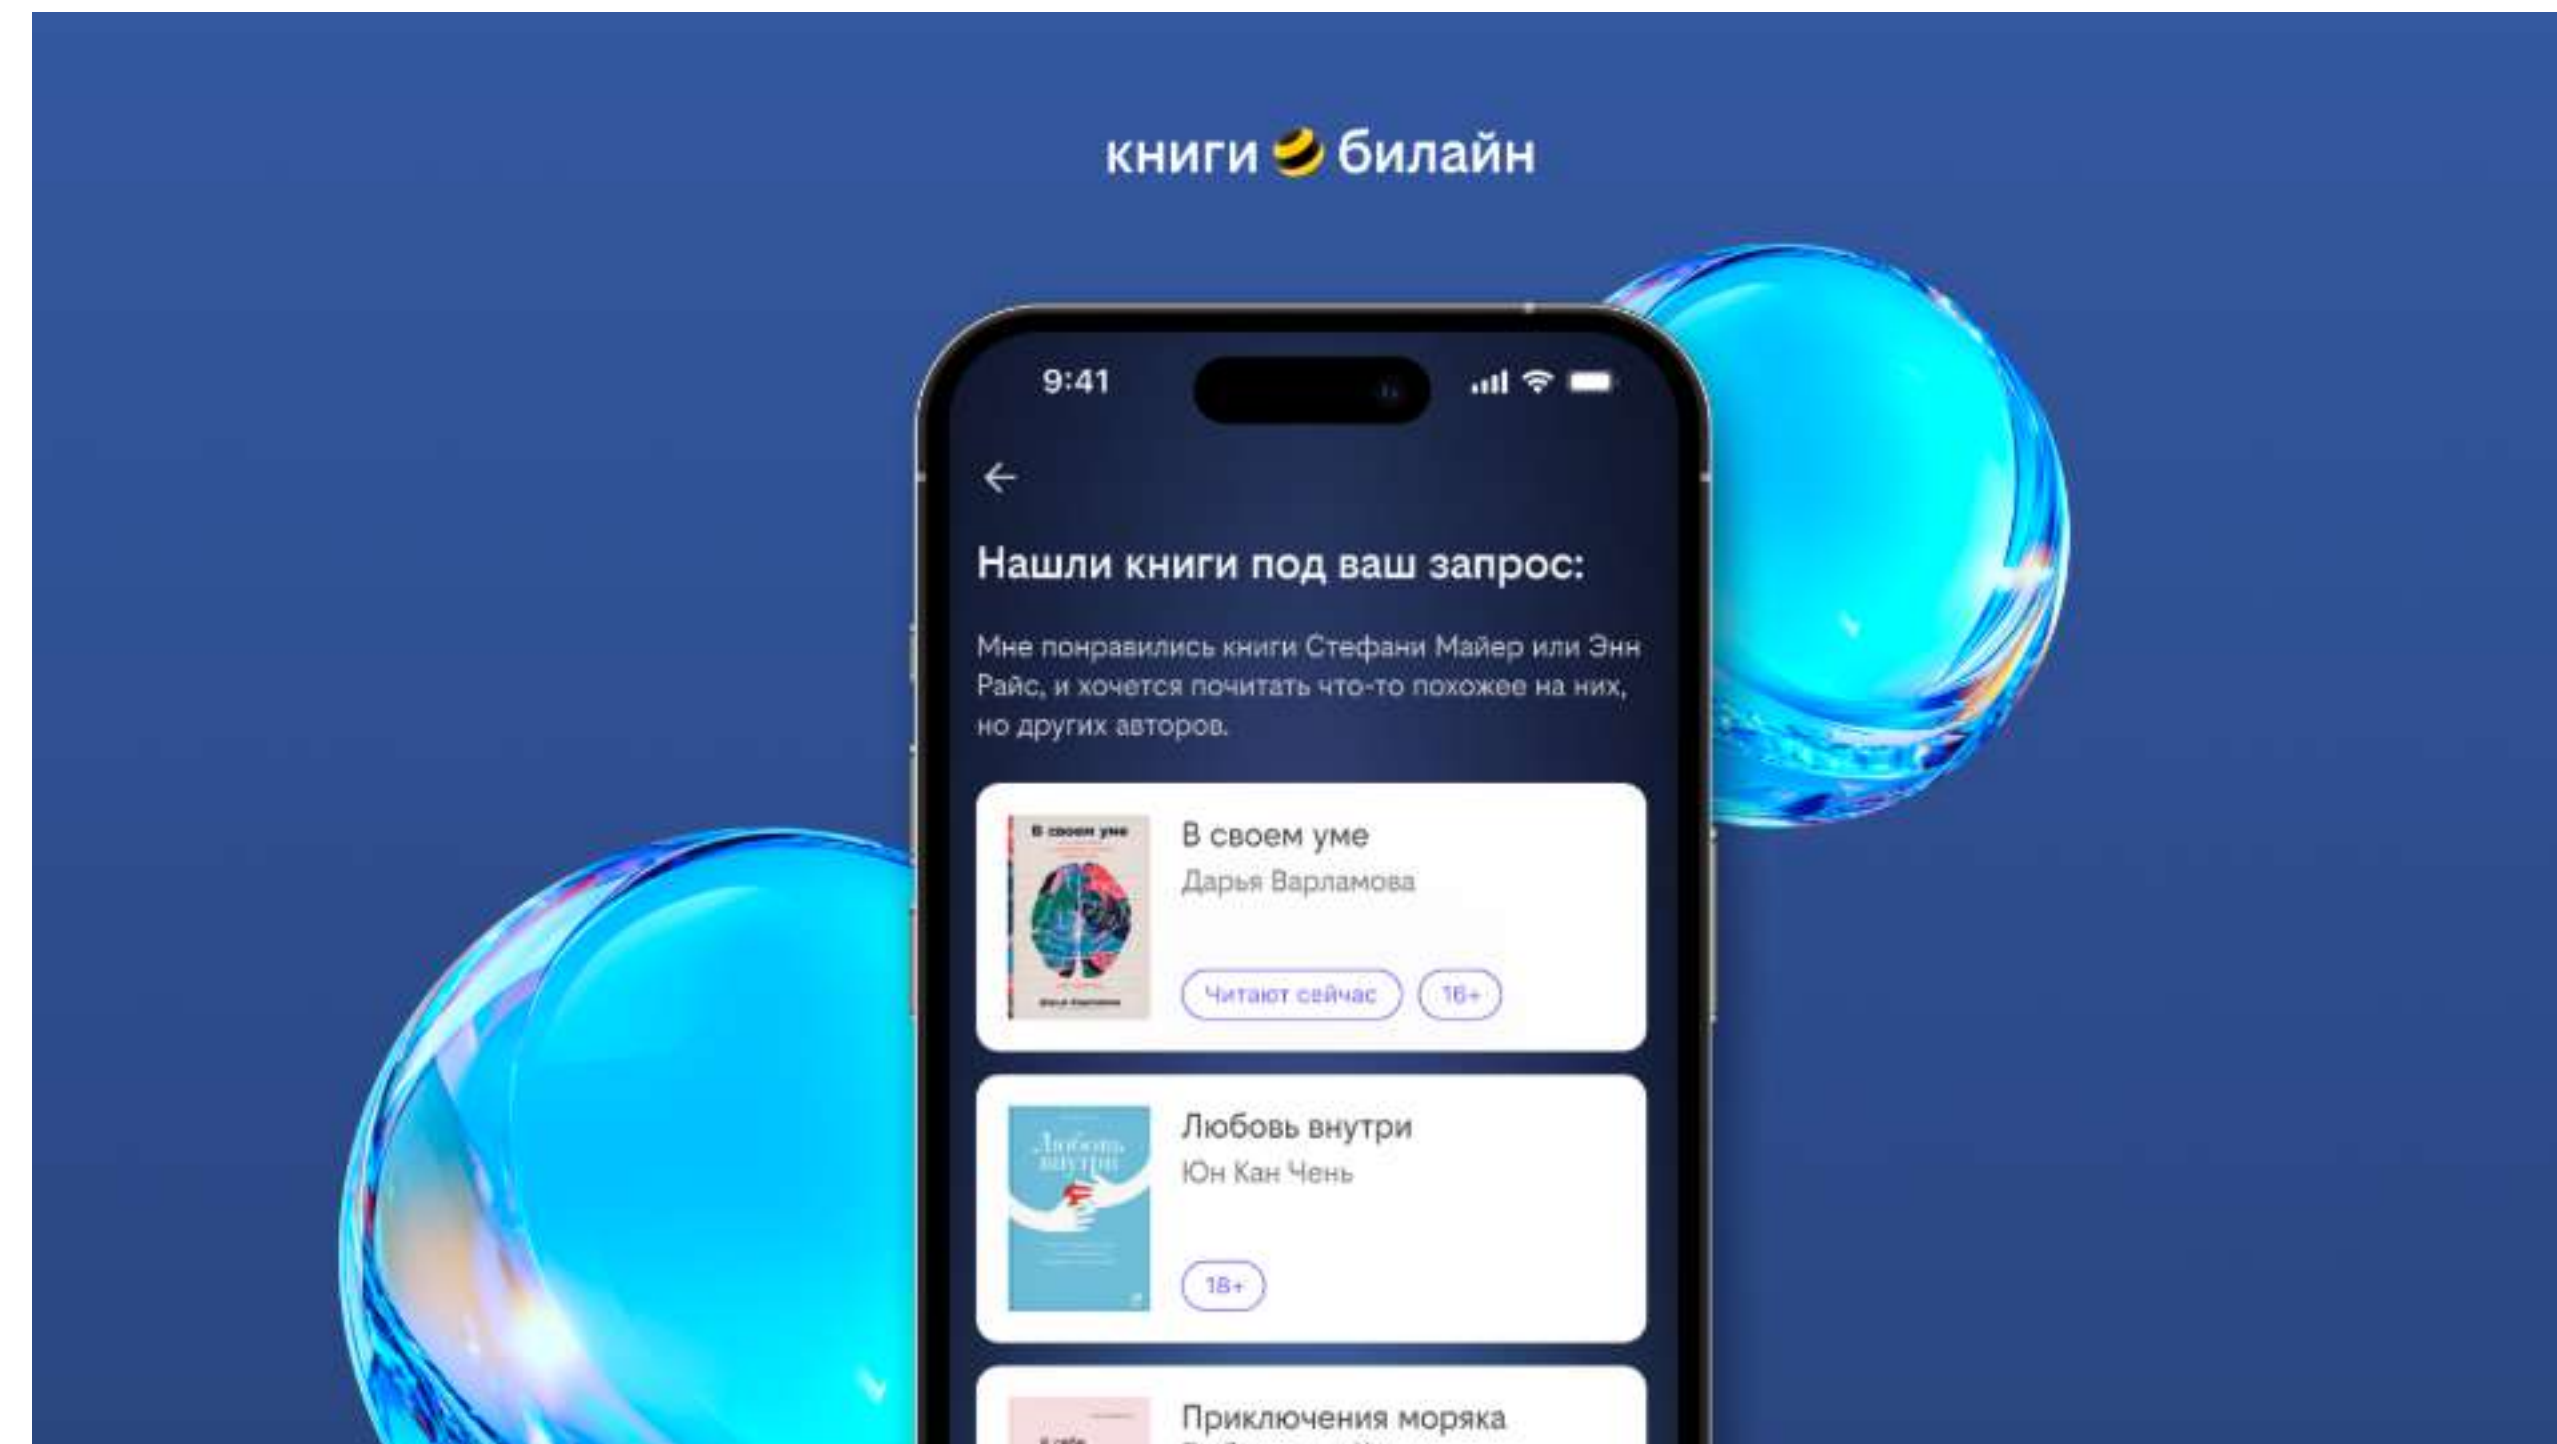 книги билайн
9:41
Нашли книги под ваш запрос:
Мне понравились книги Стефани Майер или Энн
Райс, и хочется почитать что-то похожее на них,
но других авторов.
В своем уме
В своем уме
Дарья Варламова
Читают сейчас 16+
Любовь
внутри
Любовь внутри
Юн Кан Чень
18+
Приключения моряка